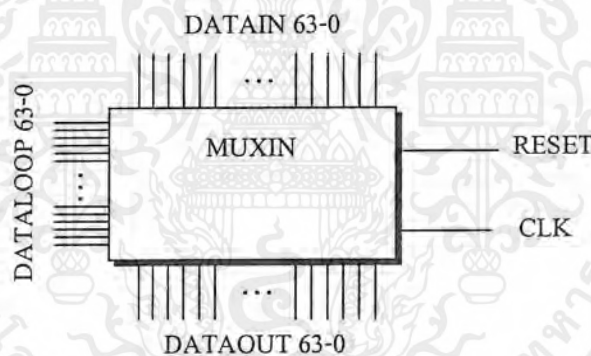 DATAIN 63-0
DATALOOP 63-0
MUXIN
RESET
CLK
DATAOUT 63-0